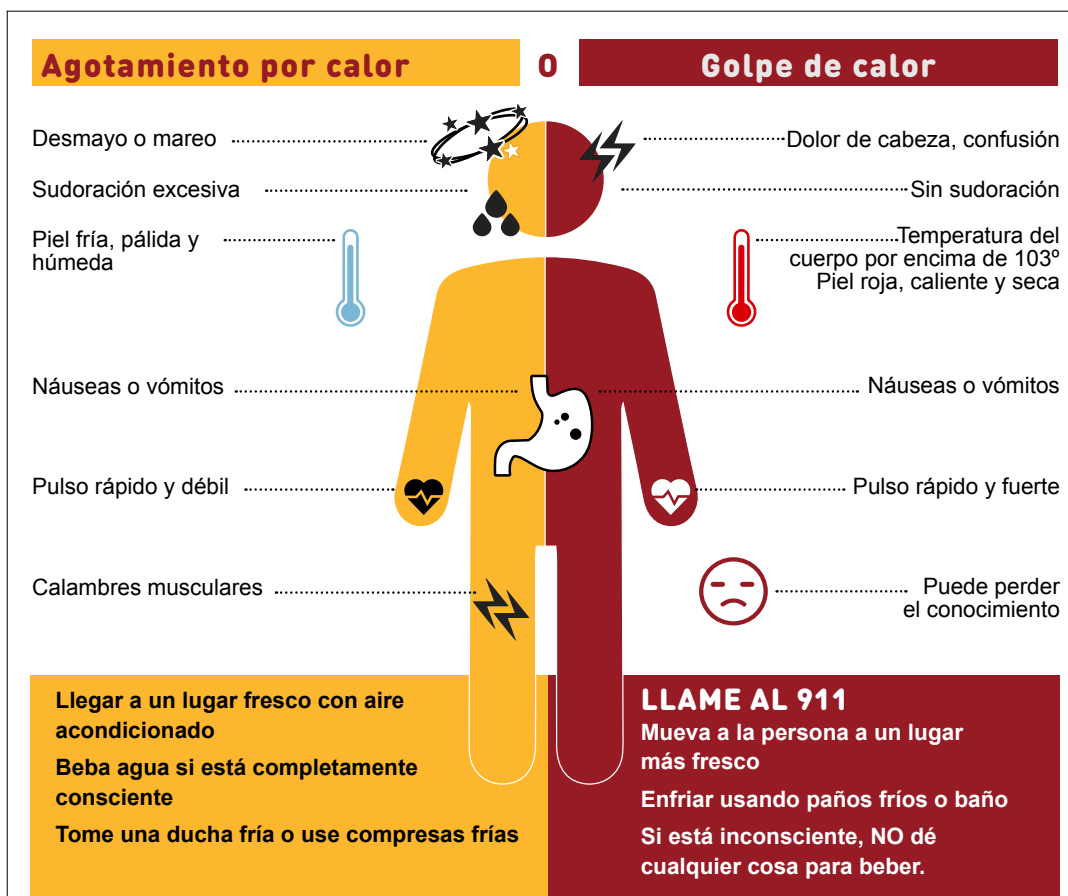 Agotamiento por calor
O
Golpe de calor
Desmayo o mareo
Sudoración excesiva
Piel fría, pálida y
húmeda
Náuseas o vómitos
Pulso rápido y débil
Calambres musculares
Dolor de cabeza, confusión
Sin sudoración
Temperatura del
cuerpo por encima de 103º
Piel roja, caliente y seca
Náuseas o vómitos
Pulso rápido y fuerte
Puede perder
el conocimiento
Llegar a un lugar fresco con aire
acondicionado
Beba agua si está completamente
consciente
Tome una ducha fría o use compresas frías
LLAME AL 911
Mueva a la persona a un lugar
más fresco
Enfriar usando paños fríos o baño
Si está inconsciente, NO dé
cualquier cosa para beber.